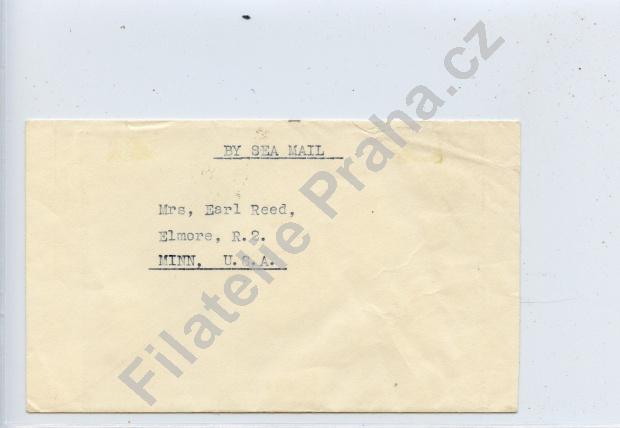 BY SEA MAIL
Mrs, Earl Reed,
Elmore, R.2.
MINN, U.S.A.
Filatelie Praha.cz